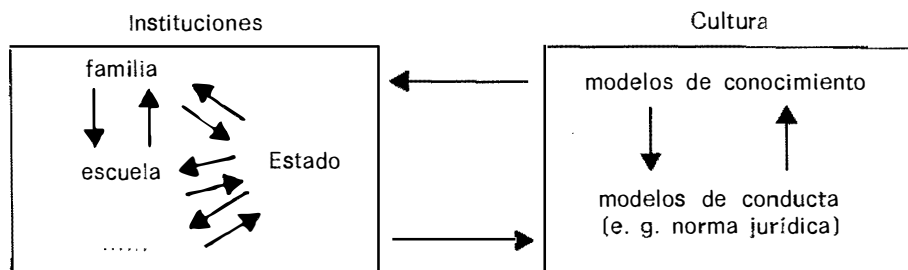 Instituciones
familia
escuela
Estado
......
Cultura
modelos de conocimiento
modelos de conducta
(e. g. norma jurídica)